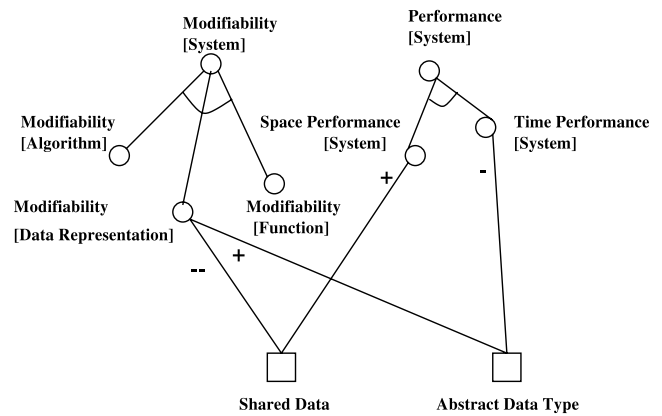 Modifiability
[System]
Performance
[System]
Modifiability
[Algorithm]
Space Performance
[System]
Time Performance
[System]
+
-
Modifiability
[Data Representation]
Modifiability
[Function]
--
+
Shared Data
Abstract Data Type